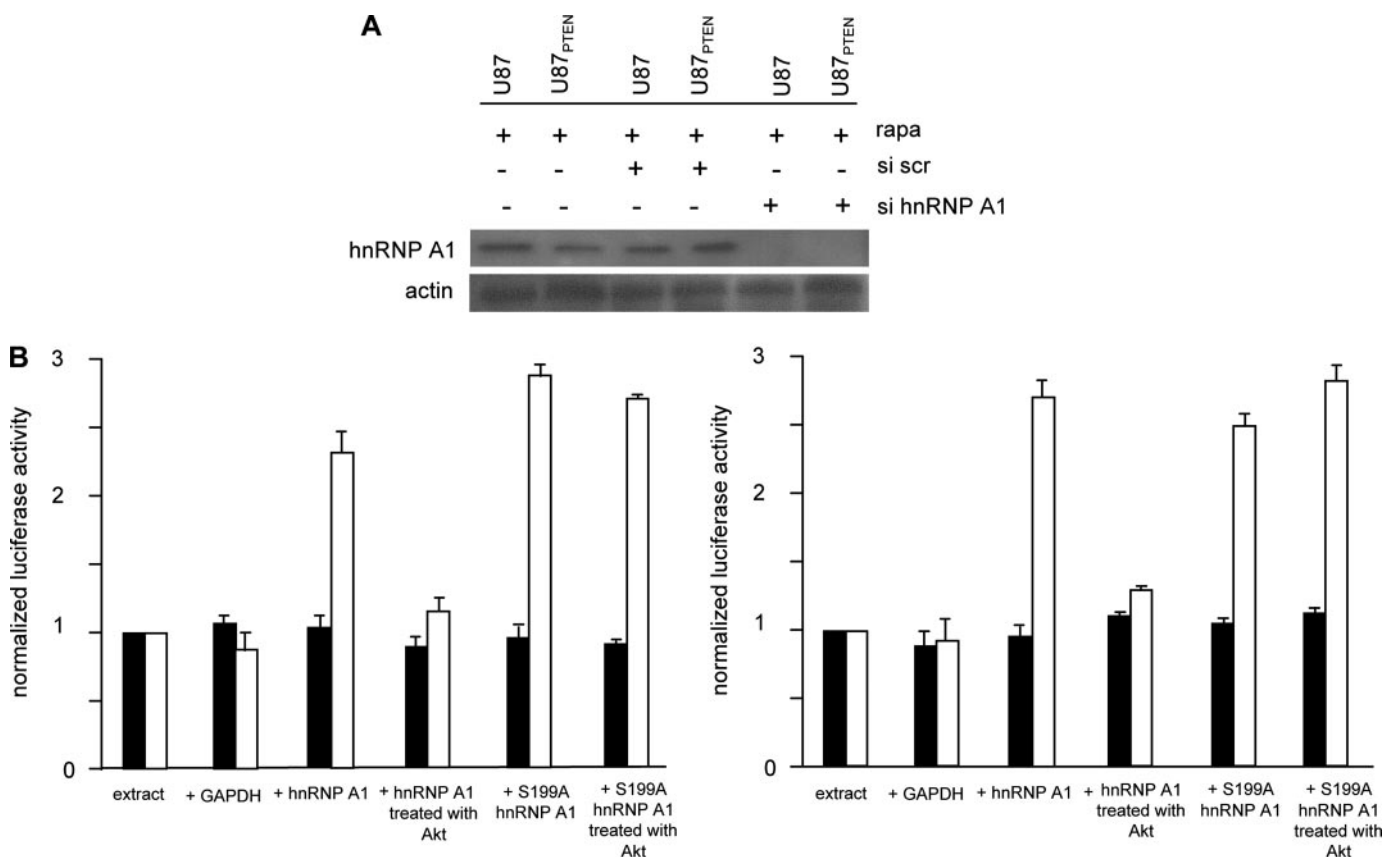 A
U87
U87PTEN
U87
U87PTEN
U87
U87PTEN
+ + + + + + rapa
- - + + - - si scr
- - - - + + si hnRNP A1
hnRNP A1
actin
B
normalized luciferase activity
3
2
1
0
extract
+ GAPDH
+ hnRNP A1
+ hnRNP A1
treated with
Akt
+ S199A
hnRNP A1
+ S199A
hnRNP A1
treated with
Akt
normalized luciferase activity
3
2
1
0
extract
+ GAPDH
+ hnRNP A1
+ hnRNP A1
treated with
Akt
+ S199A
hnRNP A1
+ S199A
hnRNP A1
treated with
Akt